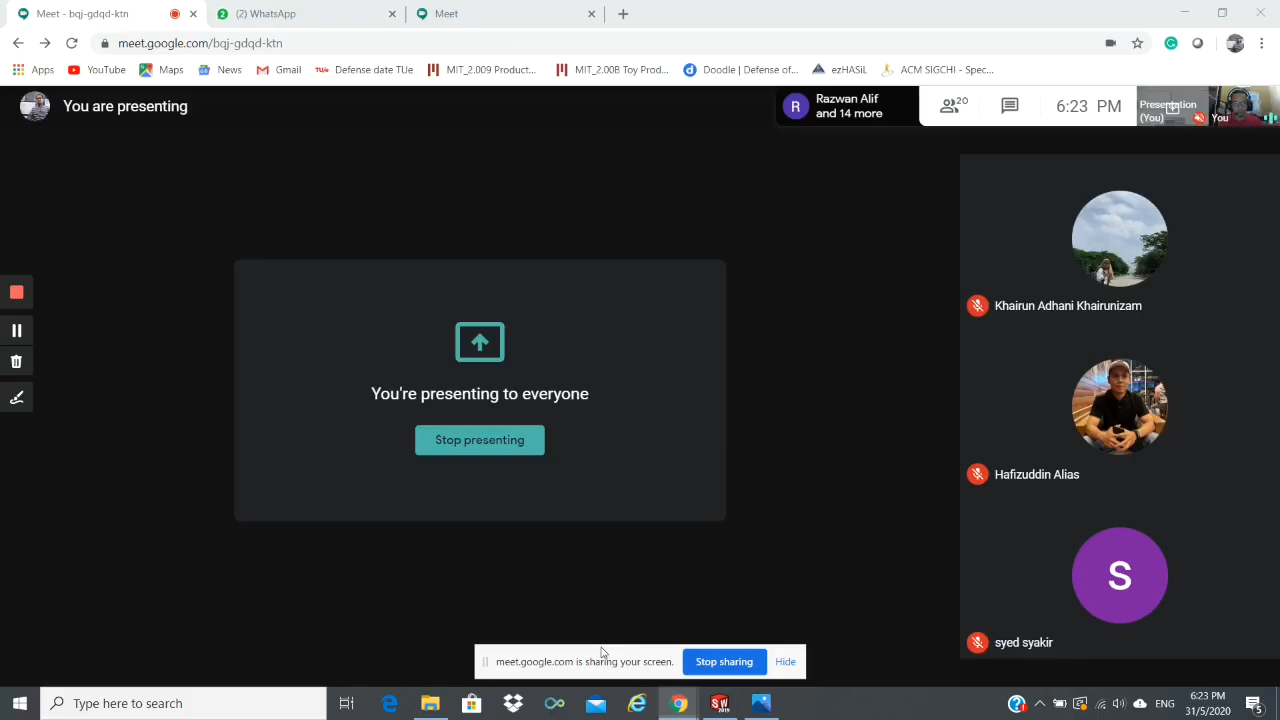 Meet - bqj-gdqd-ktn
(2) WhatsApp
Meet
meet.google.com/bqj-gdqd-ktn
Apps
YouTube
Maps
News
Gmail
TU/e
Defense date TUe
MIT_2.009 Product...
MIT_2.00B Toy Prod...
Doodle | Defense of...
ezHASiL
ACM SIGCHI - Spec...
You are presenting
R
Razwan Alif
and 14 more
20
6:23 PM
Presentation
(You)
You
Khairun Adhani Khairunizam
You're presenting to everyone
Stop presenting
Hafizuddin Alias
S
syed syakir
meet.google.com is sharing your screen.
Stop sharing
Hide
Type here to search
ENG
6:23 PM
31/5/2020
5